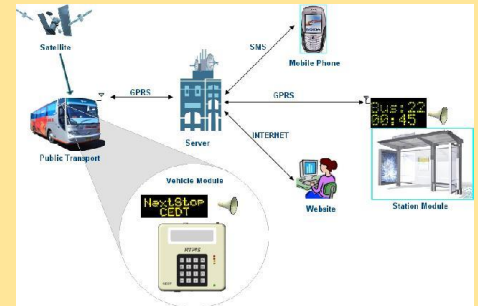 Satellite
SMS
Mobile Phone
GPRS
GPRS
Bus:22
00:45
Public Transport
Server
INTERNET
Vehicle Module
NextStop
CEDT
Website
Station Module